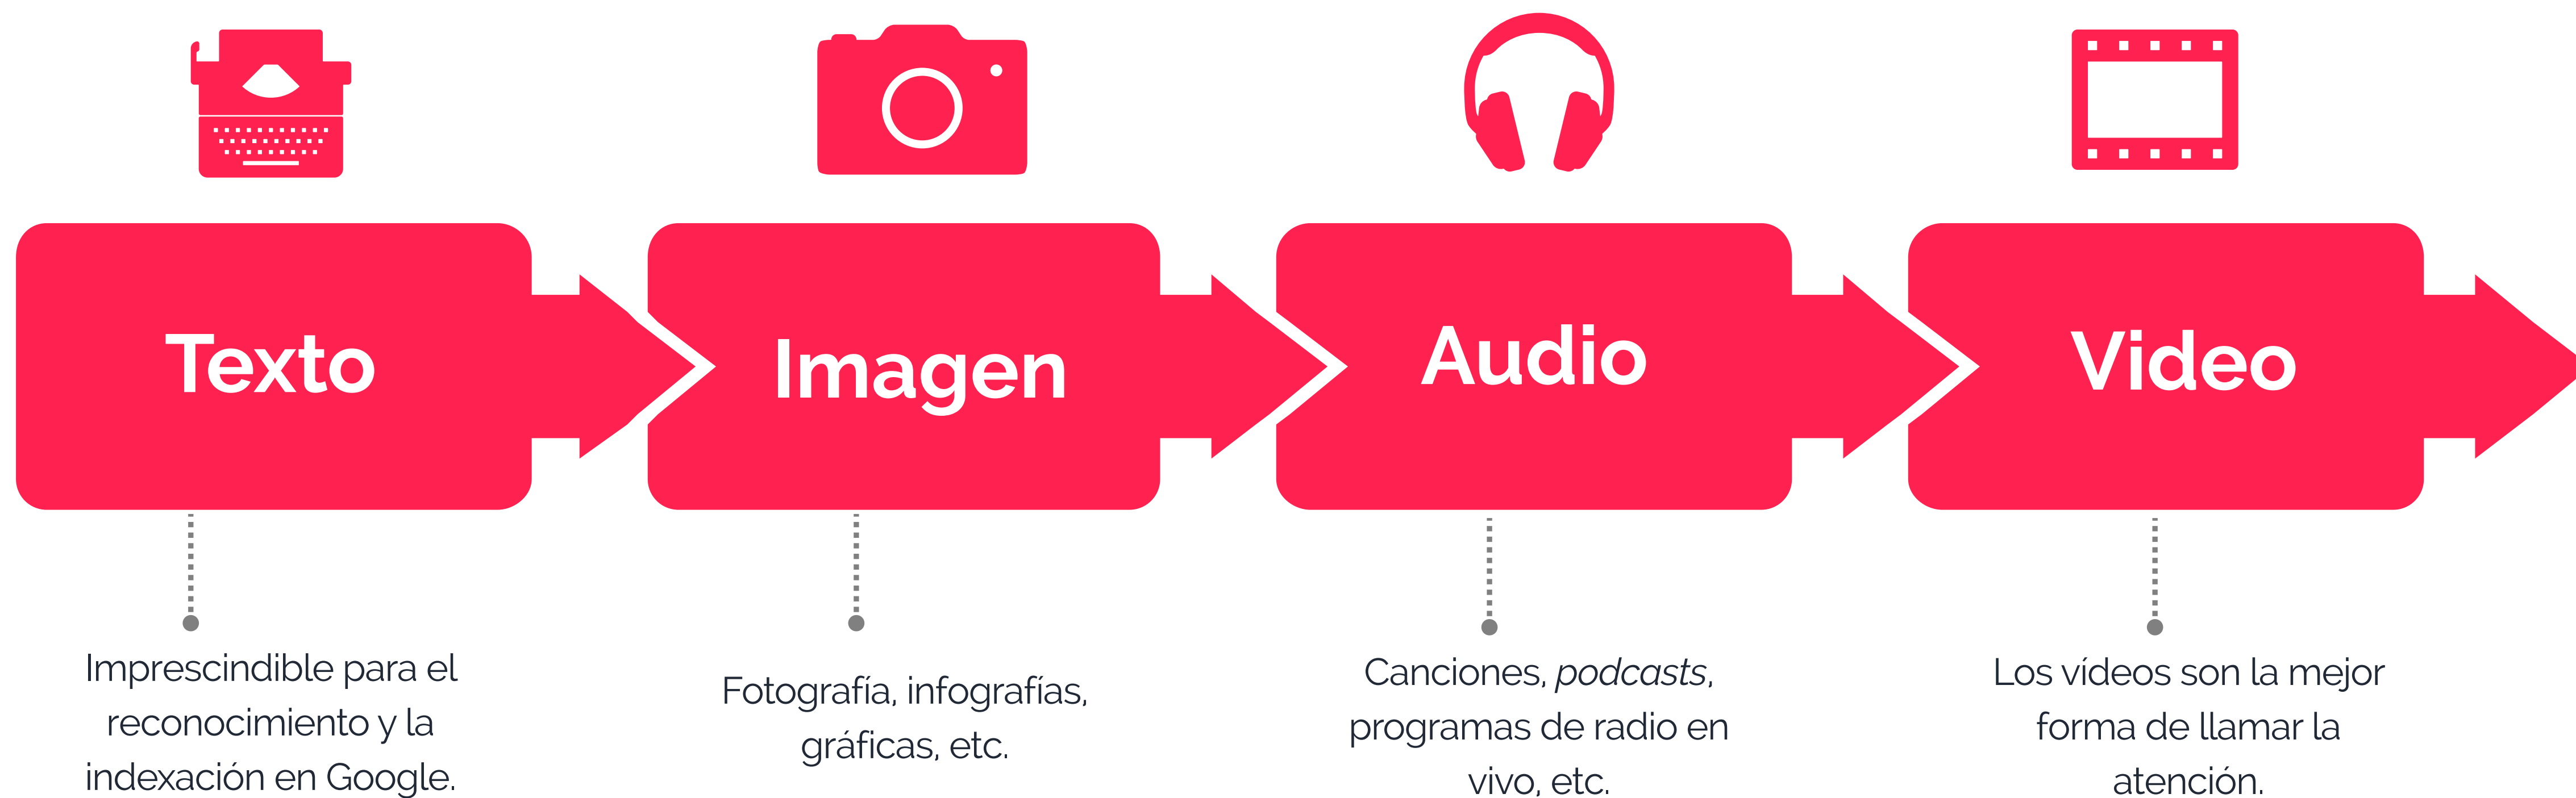 Texto
Imagen
Audio
Video
Imprescindible para el
reconocimiento y la
indexación en Google.
Fotografía, infografías,
gráficas, etc.
Canciones, podcasts,
programas de radio en
vivo, etc.
Los vídeos son la mejor
forma de llamar la
atención.